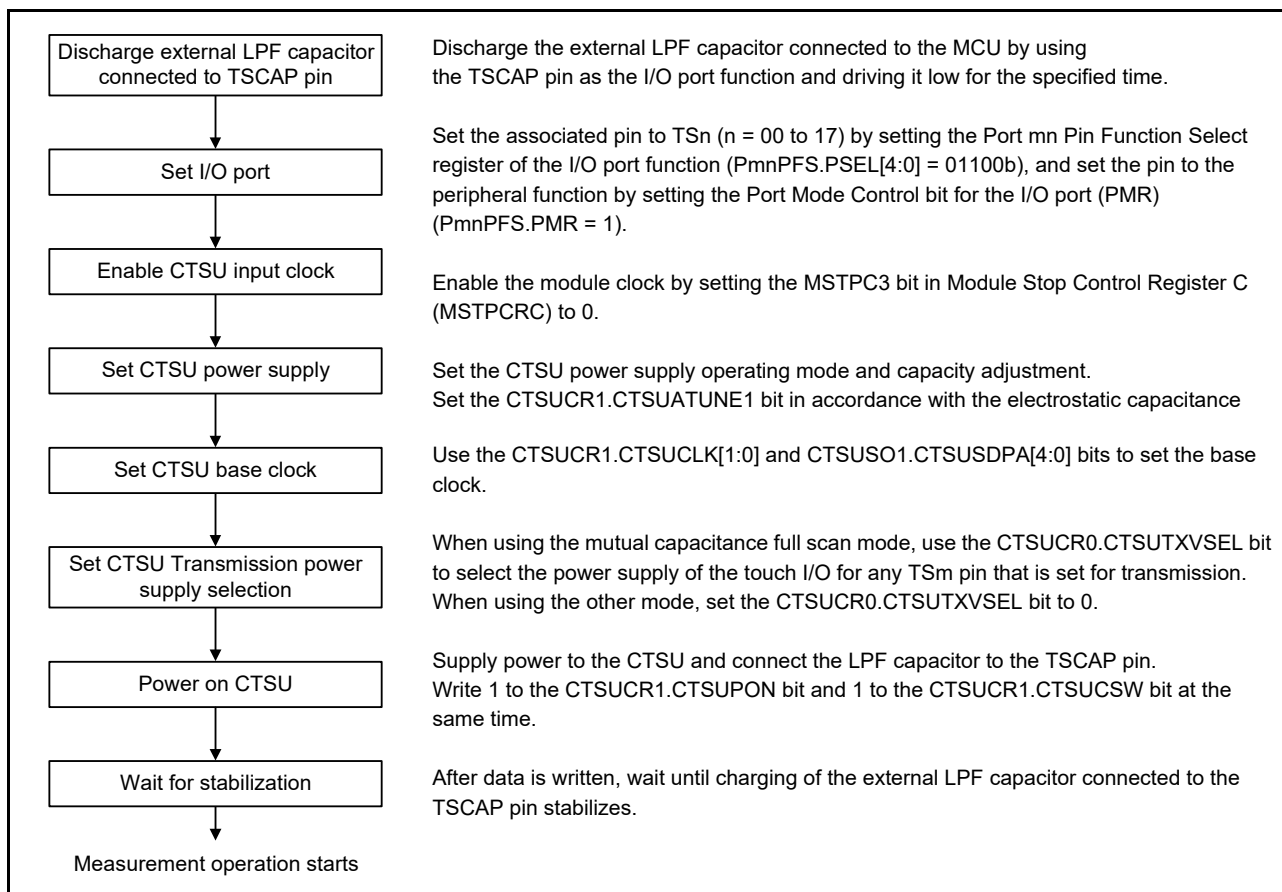 Discharge external LPF capacitor
connected to TSCAP pin
Discharge the external LPF capacitor connected to the MCU by using
the TSCAP pin as the I/O port function and driving it low for the specified time.
Set I/O port
Set the associated pin to TSn (n = 00 to 17) by setting the Port mn Pin Function Select
register of the I/O port function (PmnPFS.PSEL[4:0] = 01100b), and set the pin to the
peripheral function by setting the Port Mode Control bit for the I/O port (PMR)
(PmnPFS.PMR = 1).
Enable CTSU input clock
Enable the module clock by setting the MSTPC3 bit in Module Stop Control Register C
(MSTPCRC) to 0.
Set CTSU power supply
Set the CTSU power supply operating mode and capacity adjustment.
Set the CTSUCR1.CTSUATUNE1 bit in accordance with the electrostatic capacitance
Set CTSU base clock
Use the CTSUCR1.CTSUCLK[1:0] and CTSUSO1.CTSUSDPA[4:0] bits to set the base
clock.
Set CTSU Transmission power
supply selection
When using the mutual capacitance full scan mode, use the CTSUCR0.CTSUTXVSEL bit
to select the power supply of the touch I/O for any TSm pin that is set for transmission.
When using the other mode, set the CTSUCR0.CTSUTXVSEL bit to 0.
Power on CTSU
Supply power to the CTSU and connect the LPF capacitor to the TSCAP pin.
Write 1 to the CTSUCR1.CTSUPON bit and 1 to the CTSUCR1.CTSUCSW bit at the
same time.
Wait for stabilization
After data is written, wait until charging of the external LPF capacitor connected to the
TSCAP pin stabilizes.
Measurement operation starts